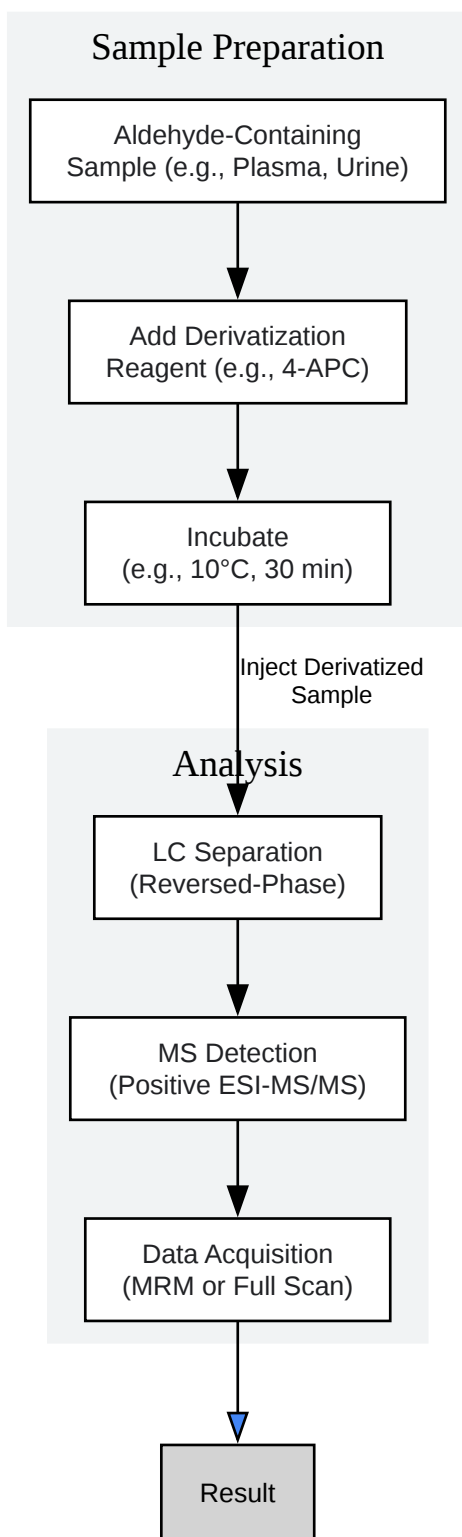 Sample Preparation
Aldehyde-Containing
Sample (e.g., Plasma, Urine)
Add Derivatization
Reagent (e.g., 4-APC)
Incubate
(e.g., 10°C, 30 min)
Inject Derivatized
Sample
Analysis
LC Separation
(Reversed-Phase)
MS Detection
(Positive ESI-MS/MS)
Data Acquisition
(MRM or Full Scan)
Result